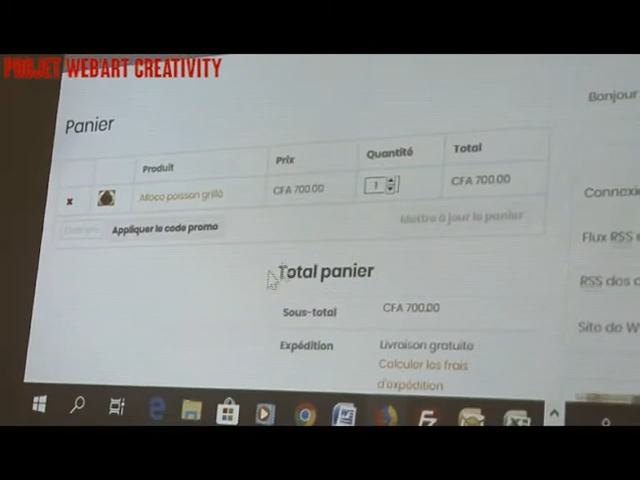 PROJET WEBART CREATIVITY
Bonjour
Panier
Produit Prix Quantité Total
x Alloco poisson grillé CFA 700.00 1 CFA 700.00
Appliquer le code promo Mettre à jour le panier
Connexio
Total panier
Flux RSS
Sous-total CFA 700.00
RSS des
Expédition Livraison gratuite
Calculer les frais
d'expédition
Site de W